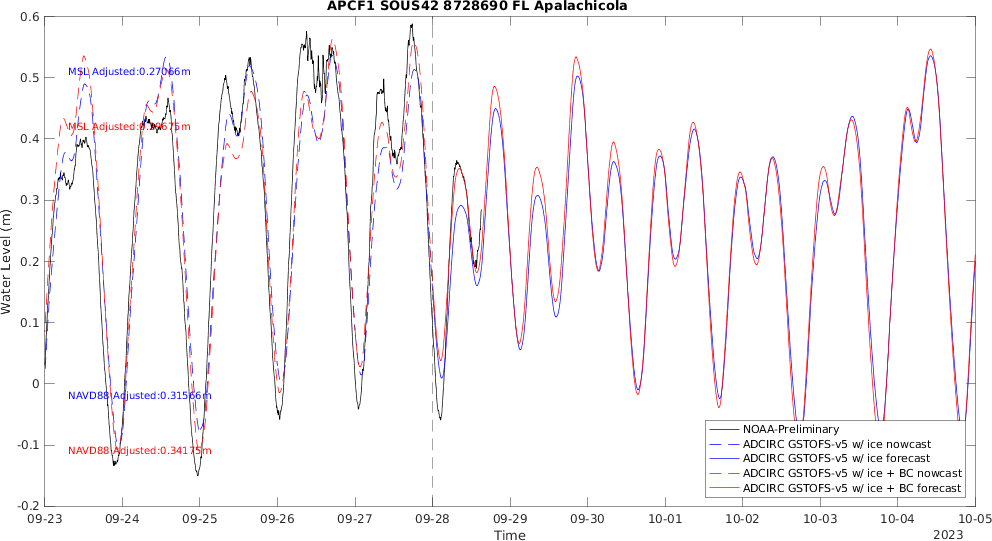 APCF1 SOUS42 8728690 FL Apalachicola
0.6
0.5
0.4
0.3
0.2
0.1
0
-0.1
-0.2
Water Level (m)
MSL Adjusted:0.27066m
MSL Adjusted:0.29675m
NAVD88 Adjusted:0.31566m
NAVD88 Adjusted:0.34175m
NOAA-Preliminary
ADCIRC GSTOFS-v5 w/ ice nowcast
ADCIRC GSTOFS-v5 w/ ice forecast
ADCIRC GSTOFS-v5 w/ ice + BC nowcast
ADCIRC GSTOFS-v5 w/ ice + BC forecast
09-23 09-24 09-25 09-26 09-27 09-28 09-29 09-30 10-01 10-02 10-03 10-04 10-05
Time
2023